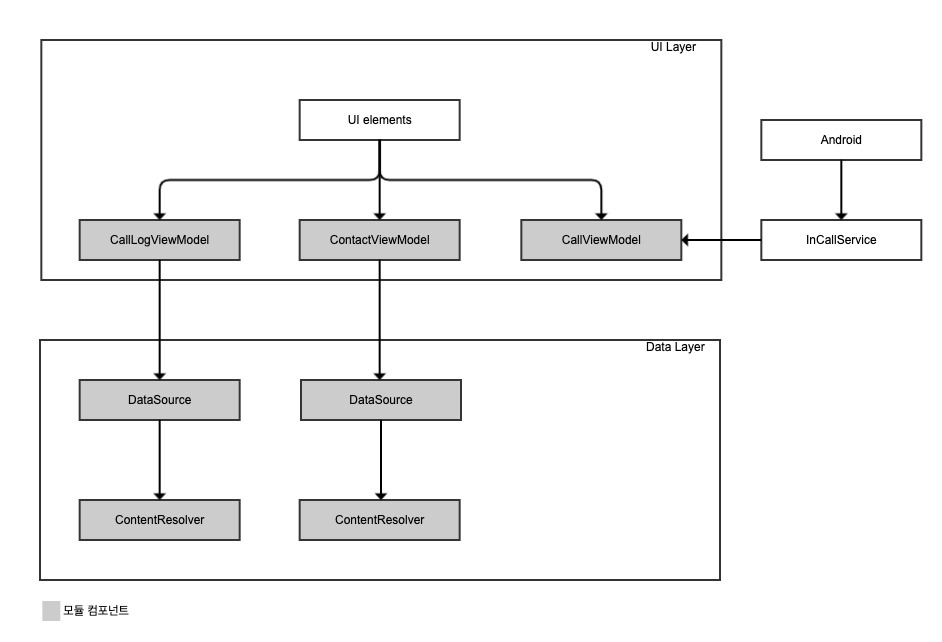 UI Layer
UI elements
Android
CallLogViewModel
ContactViewModel
CallViewModel
InCallService
Data Layer
DataSource
DataSource
ContentResolver
ContentResolver
모듈 컴포넌트